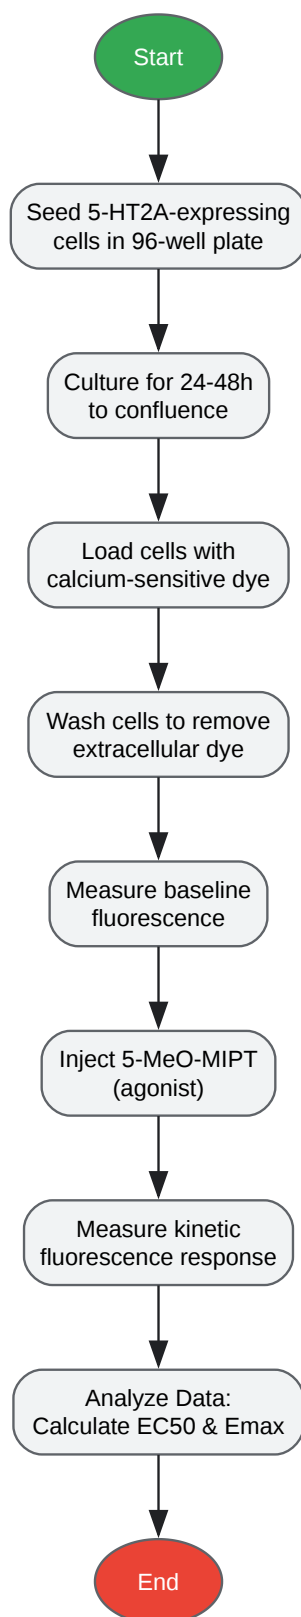 Start
Seed 5-HT2A-expressing
cells in 96-well plate
Culture for 24-48h
to confluence
Load cells with
calcium-sensitive dye
Wash cells to remove
extracellular dye
Measure baseline
fluorescence
Inject 5-MeO-MIPT
(agonist)
Measure kinetic
fluorescence response
Analyze Data:
Calculate EC50 & Emax
End